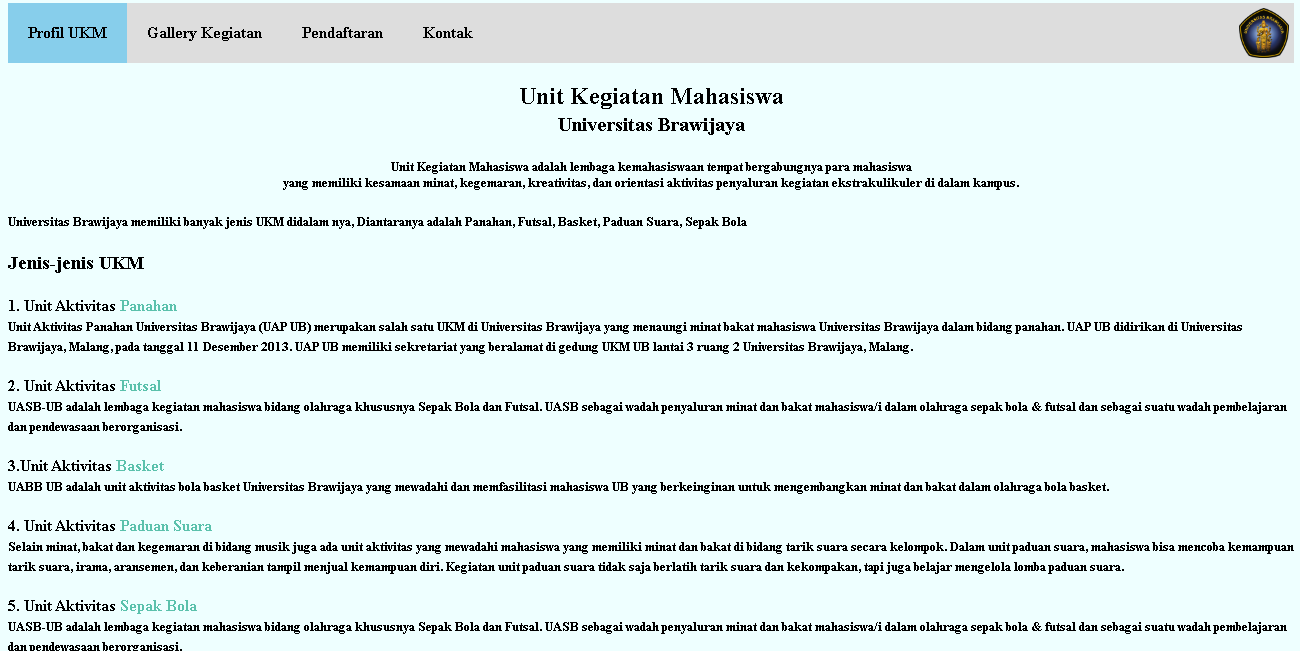 Profil UKM Gallery Kegiatan Pendaftaran Kontak
UNIVERSITAS BRAWIJAYA
Unit Kegiatan Mahasiswa
Universitas Brawijaya
Unit Kegiatan Mahasiswa adalah lembaga kemahasiswaan tempat bergabungnya para mahasiswa
yang memiliki kesamaan minat, kegemaran, kreativitas, dan orientasi aktivitas penyaluran kegiatan ekstrakulikuler di dalam kampus.
Universitas Brawijaya memiliki banyak jenis UKM didalam nya, Diantaranya adalah Panahan, Futsal, Basket, Paduan Suara, Sepak Bola
Jenis-jenis UKM
1. Unit Aktivitas Panahan
Unit Aktivitas Panahan Universitas Brawijaya (UAP UB) merupakan salah satu UKM di Universitas Brawijaya yang menaungi minat bakat mahasiswa Universitas Brawijaya dalam bidang panahan. UAP UB didirikan di Universitas
Brawijaya, Malang, pada tanggal 11 Desember 2013. UAP UB memiliki sekretariat yang beralamat di gedung UKM UB lantai 3 ruang 2 Universitas Brawijaya, Malang.
2. Unit Aktivitas Futsal
UASB-UB adalah lembaga kegiatan mahasiswa bidang olahraga khususnya Sepak Bola dan Futsal. UASB sebagai wadah penyaluran minat dan bakat mahasiswa/i dalam olahraga sepak bola & futsal dan sebagai suatu wadah pembelajaran
dan pendewasaan berorganisasi.
3.Unit Aktivitas Basket
UABB UB adalah unit aktivitas bola basket Universitas Brawijaya yang mewadahi dan memfasilitasi mahasiswa UB yang berkeinginan untuk mengembangkan minat dan bakat dalam olahraga bola basket.
4. Unit Aktivitas Paduan Suara
Selain minat, bakat dan kegemaran di bidang musik juga ada unit aktivitas yang mewadahi mahasiswa yang memiliki minat dan bakat di bidang tarik suara secara kelompok. Dalam unit paduan suara, mahasiswa bisa mencoba kemampuan
tarik suara, irama, aransemen, dan keberanian tampil menjual kemampuan diri. Kegiatan unit paduan suara tidak saja berlatih tarik suara dan kekompakan, tapi juga belajar mengelola lomba paduan suara.
5. Unit Aktivitas Sepak Bola
UASB-UB adalah lembaga kegiatan mahasiswa bidang olahraga khususnya Sepak Bola dan Futsal. UASB sebagai wadah penyaluran minat dan bakat mahasiswa/i dalam olahraga sepak bola & futsal dan sebagai suatu wadah pembelajaran
dan pendewasaan berorganisasi.